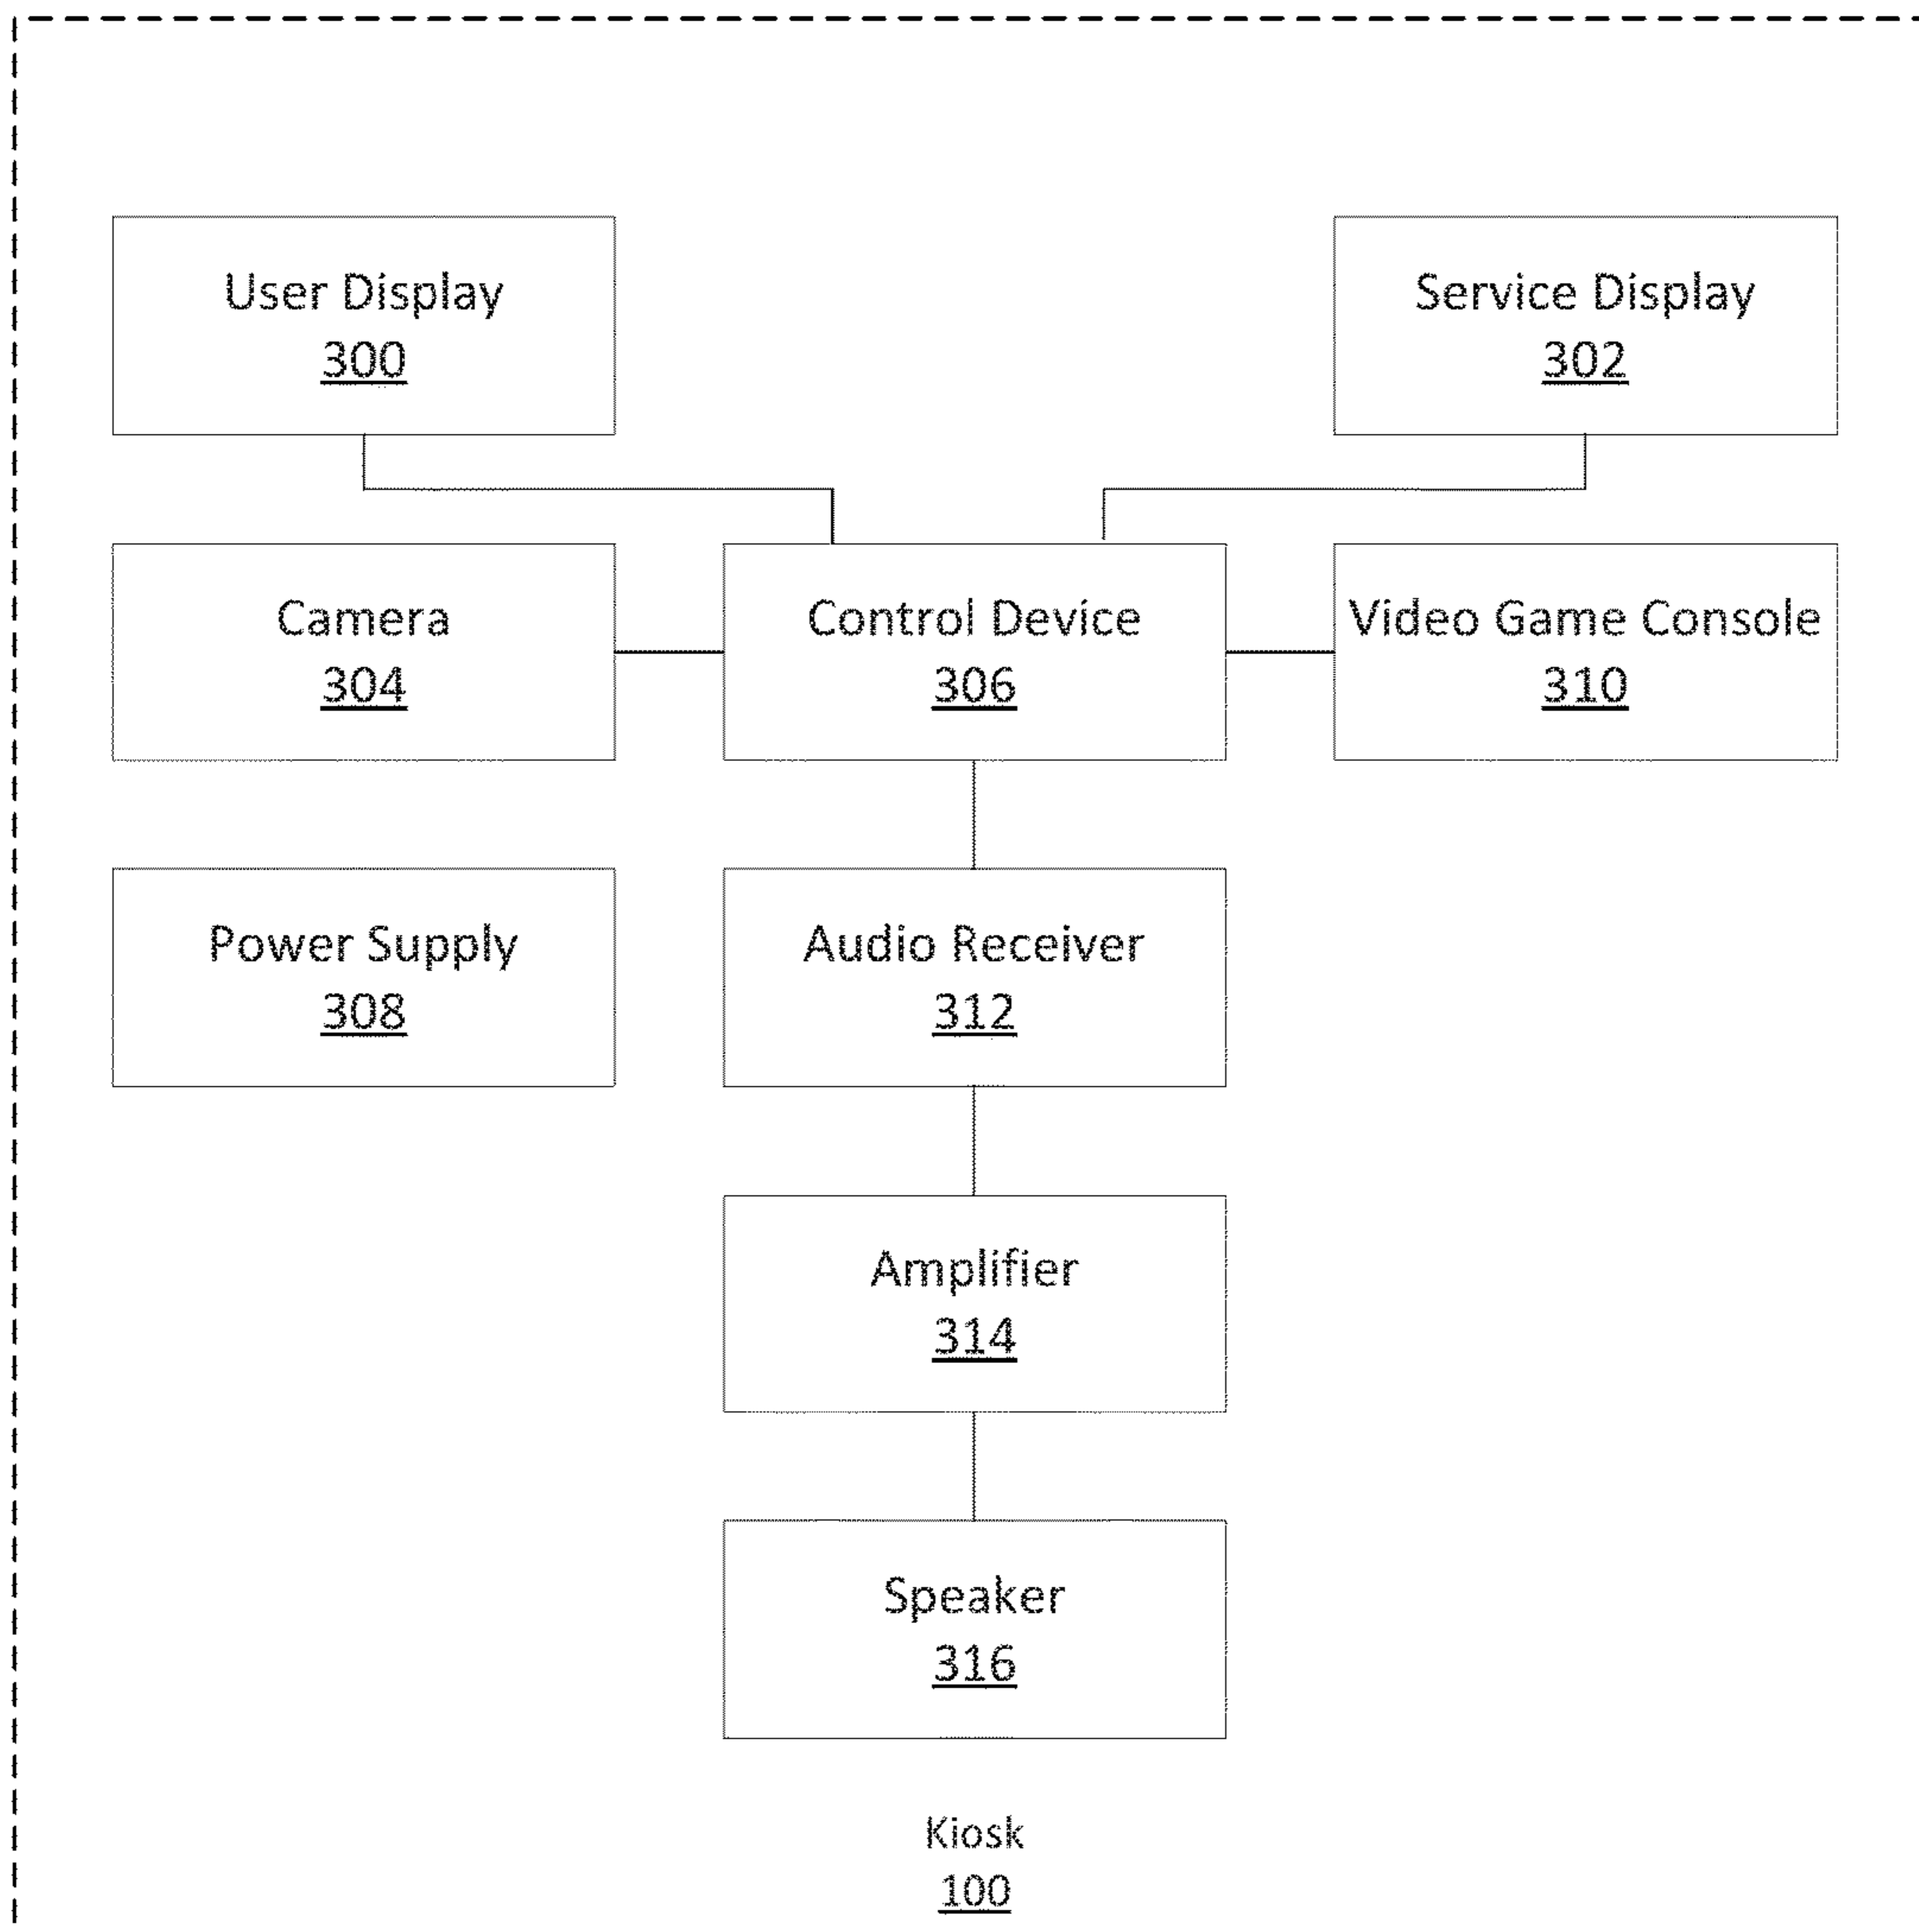 User Display
300
Service Display
302
Camera
304
Control Device
306
Video Game Console
310
Power Supply
308
Audio Receiver
312
Amplifier
314
Speaker
316
Kiosk
100